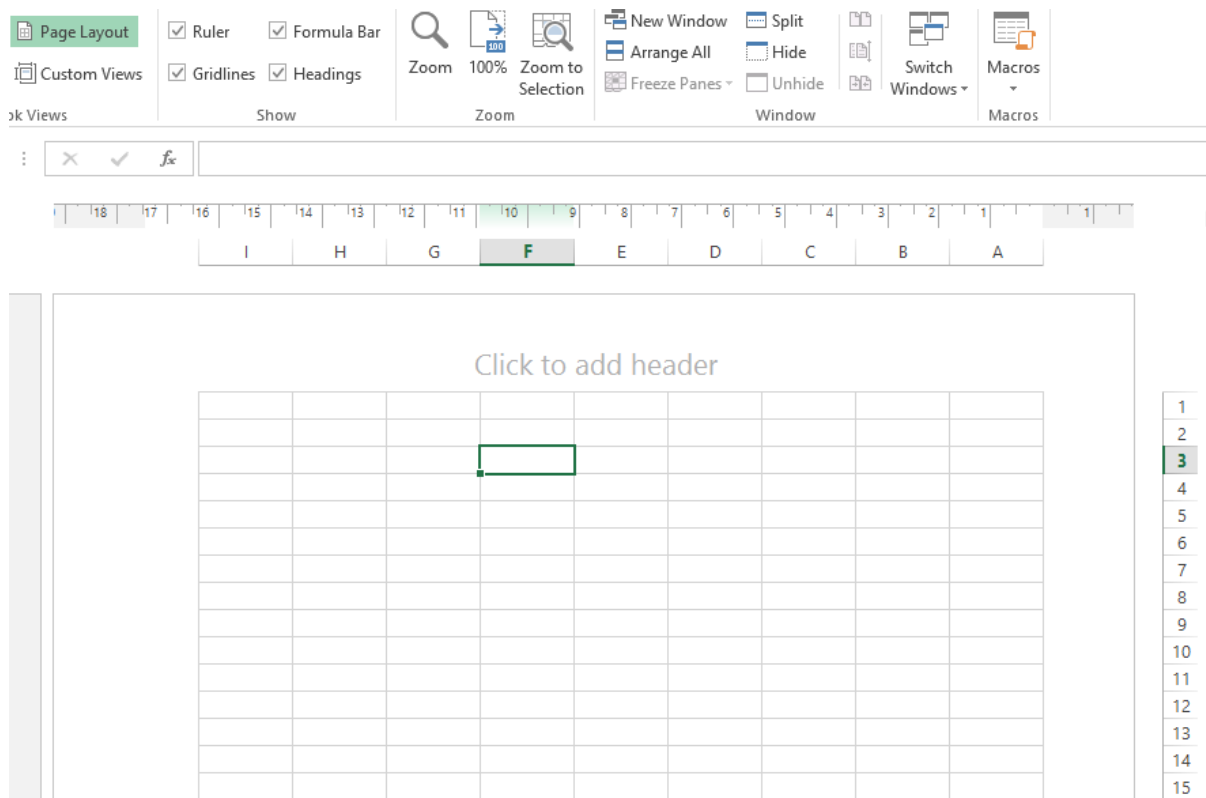 Page Layout
Ruler
Formula Bar
Custom Views
Gridlines
Headings
ok Views
Show
Zoom
100%
100
Zoom to
Selection
Zoom
New Window
Split
Arrange All
Hide
Freeze Panes
Unhide
Switch
Windows
Window
Macros
Macros
fx
18 17 16 15 14 13 12 11 10 9 8 7 6 5 4 3 2 1 1
I H G F E D C B A
Click to add header
1
2
3
4
5
6
7
8
9
10
11
12
13
14
15